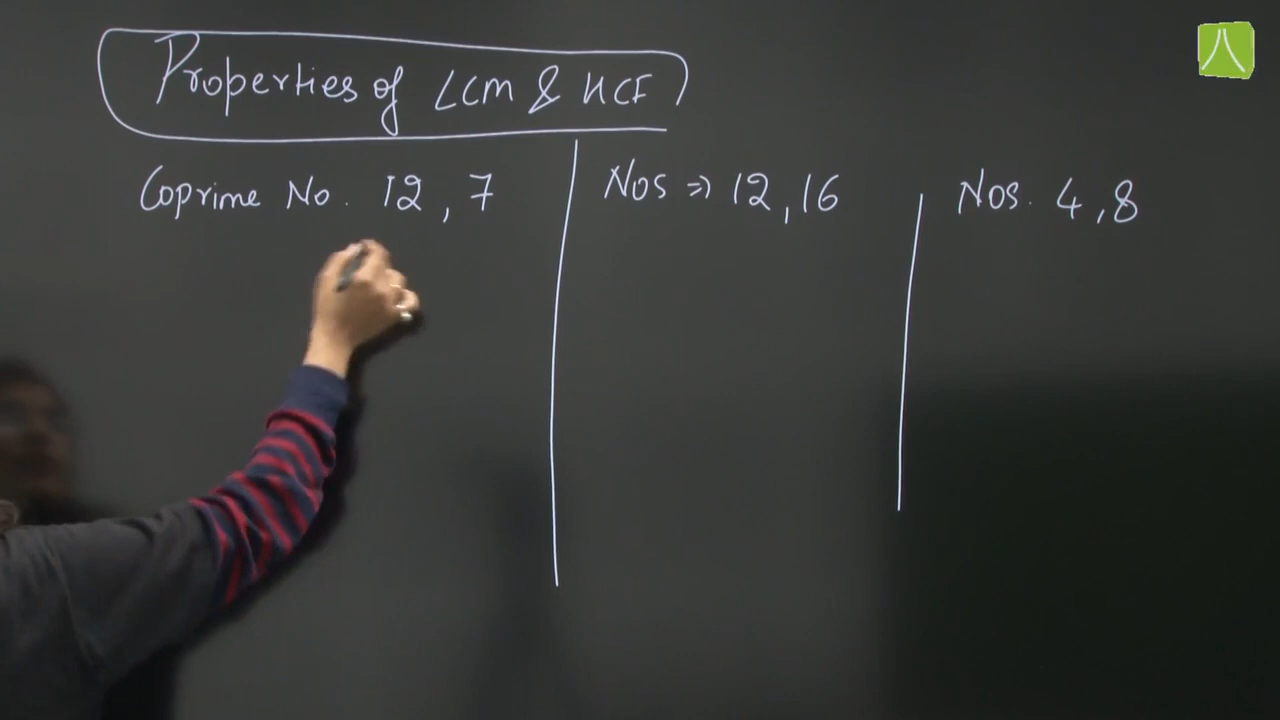 Properties of LCM & HCF
Coprime No. 12, 7
Nos => 12, 16
Nos. 4, 8